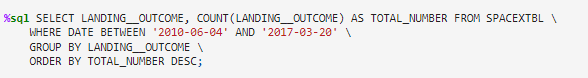 %sql SELECT LANDING__OUTCOME, COUNT(LANDING__OUTCOME) AS TOTAL_NUMBER FROM SPACEXTBL \
WHERE DATE BETWEEN '2010-06-04' AND '2017-03-20' \
GROUP BY LANDING__OUTCOME \
ORDER BY TOTAL_NUMBER DESC;